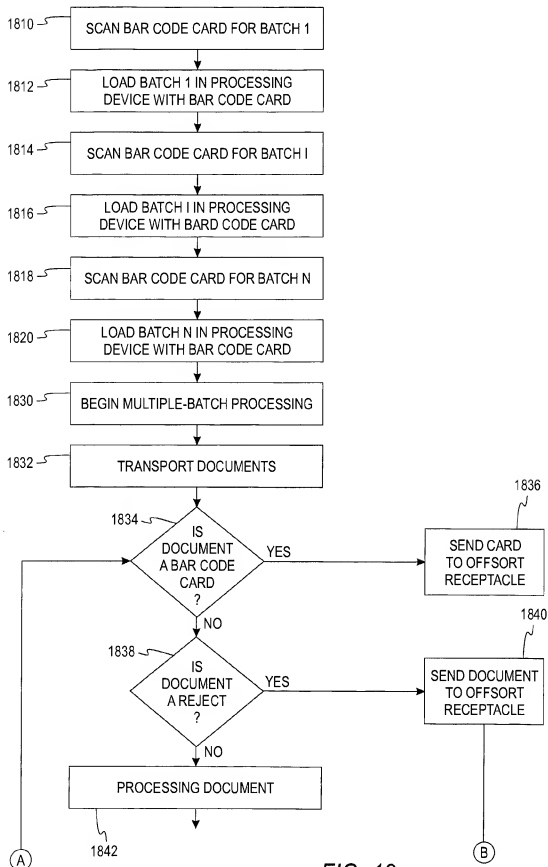 1810
SCAN BAR CODE CARD FOR BATCH 1
1812
LOAD BATCH 1 IN PROCESSING
DEVICE WITH BAR CODE CARD
1814
SCAN BAR CODE CARD FOR BATCH I
1816
LOAD BATCH I IN PROCESSING
DEVICE WITH BARD CODE CARD
1818
SCAN BAR CODE CARD FOR BATCH N
1820
LOAD BATCH N IN PROCESSING
DEVICE WITH BAR CODE CARD
1830
BEGIN MULTIPLE-BATCH PROCESSING
1832
TRANSPORT DOCUMENTS
1834
IS
DOCUMENT
A BAR CODE
CARD
?
YES
1836
SEND CARD
TO OFFSORT
RECEPTACLE
NO
1838
IS
DOCUMENT
A REJECT
?
YES
1840
SEND DOCUMENT
TO OFFSORT
RECEPTACLE
NO
PROCESSING DOCUMENT
1842
A
B